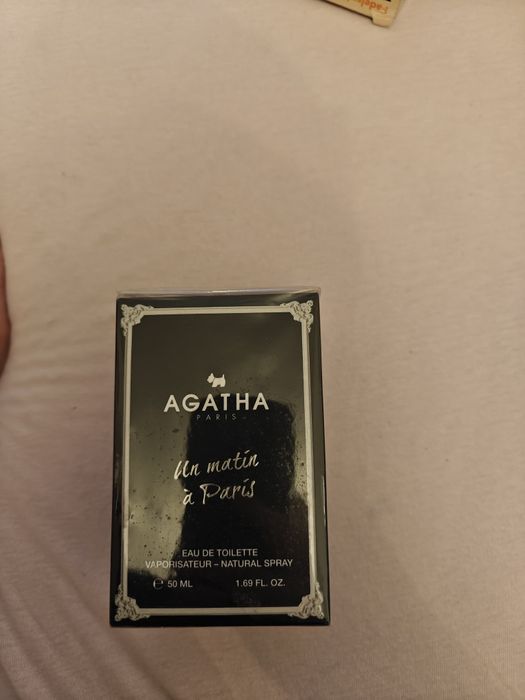 AGATHA
PARIS
Un matin
à Paris
EAU DE TOILETTE
VAPORISATEUR – NATURAL SPRAY
℮ 50 ML 1.69 FL. OZ.